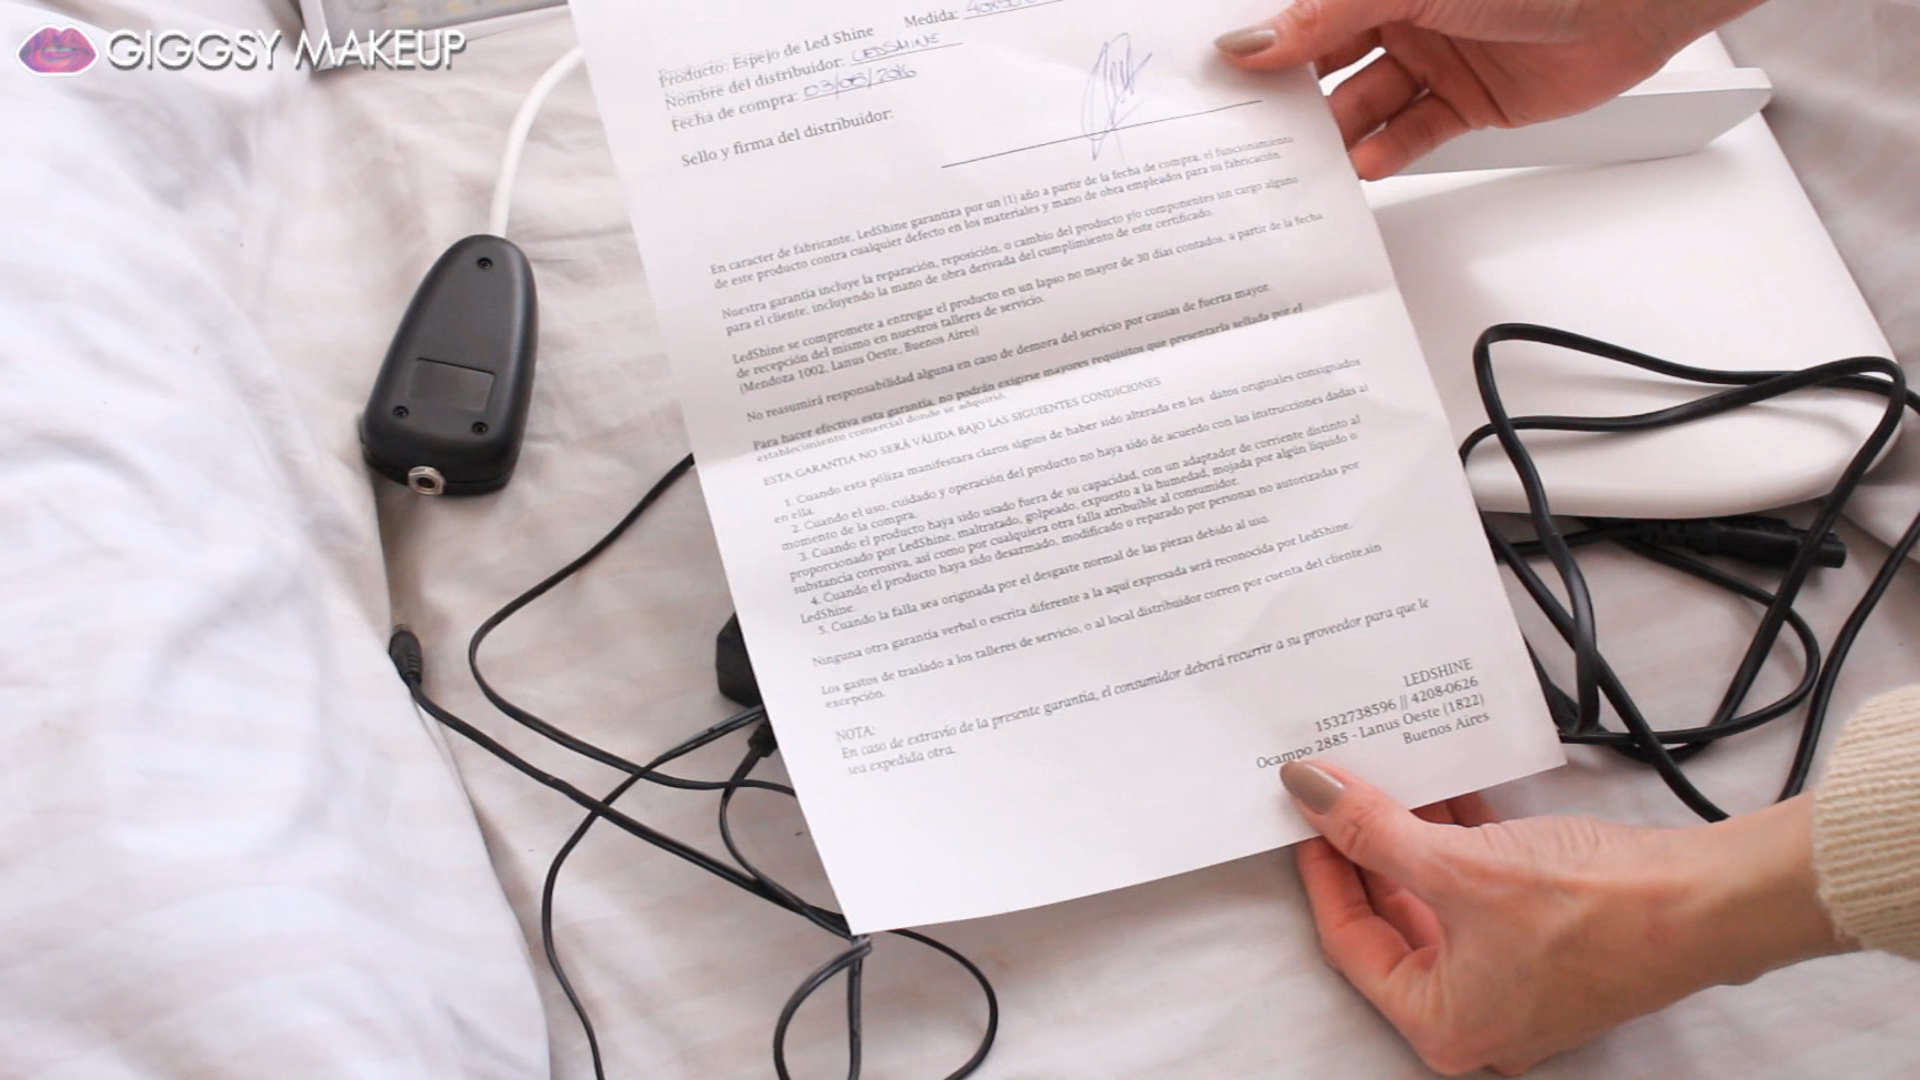 GIGGSY MAKEUP
Medida:
Producto: Espejo de Led Shine
Nombre del distribuidor: LEDSHINE
Fecha de compra: 03/08/2016
Sello y firma del distribuidor:
En caracter de fabricante, LedShine garantiza por un (1) año a partir de la fecha de compra, el funcionamiento
de este producto contra cualquier defecto en los materiales y mano de obra empleados para su fabricación.
Nuestra garantía incluye la reparación, reposición, o cambio del producto y/o componentes sin cargo alguno
para el cliente, incluyendo la mano de obra derivada del cumplimiento de este certificado.
LedShine se compromete a entregar el producto en un lapso no mayor de 30 días contados, a partir de la fecha
de recepción del mismo en nuestros talleres de servicio.
(Mendoza 1002, Lanus Oeste, Buenos Aires)
No reasumirá responsabilidad alguna en caso de demora del servicio por causas de fuerza mayor.
Para hacer efectiva esta garantía, no podrán exigirse mayores requisitos que presentarla sellada por el
establecimiento comercial donde se adquirió.
ESTA GARANTIA NO SERÁ VÁLIDA BAJO LAS SIGUIENTES CONDICIONES
1. Cuando esta póliza manifestara claros signos de haber sido alterada en los datos originales consignados
en ella.
2. Cuando el uso, cuidado y operación del producto no haya sido de acuerdo con las instrucciones dadas al
momento de la compra.
3. Cuando el producto haya sido usado fuera de su capacidad, con un adaptador de corriente distinto al
proporcionado por LedShine, maltratado, golpeado, expuesto a la humedad, mojada por algún líquido o
substancia corrosiva, así como por cualquiera otra falla atribuible al consumidor.
4. Cuando el producto haya sido desarmado, modificado o reparado por personas no autorizadas por
LedShine.
5. Cuando la falla sea originada por el desgaste normal de las piezas debido al uso.
Ninguna otra garantía verbal o escrita diferente a la aquí expresada será reconocida por LedShine.
Los gastos de traslado a los talleres de servicio, o al local distribuidor corren por cuenta del cliente,sin
excepción.
NOTA:
En caso de extravío de la presente garantía, el consumidor deberá recurrir a su proveedor para que le
sea expedida otra.
LEDSHINE
1532738596 // 4208-0626
Ocampo 2885 - Lanus Oeste (1822)
Buenos Aires